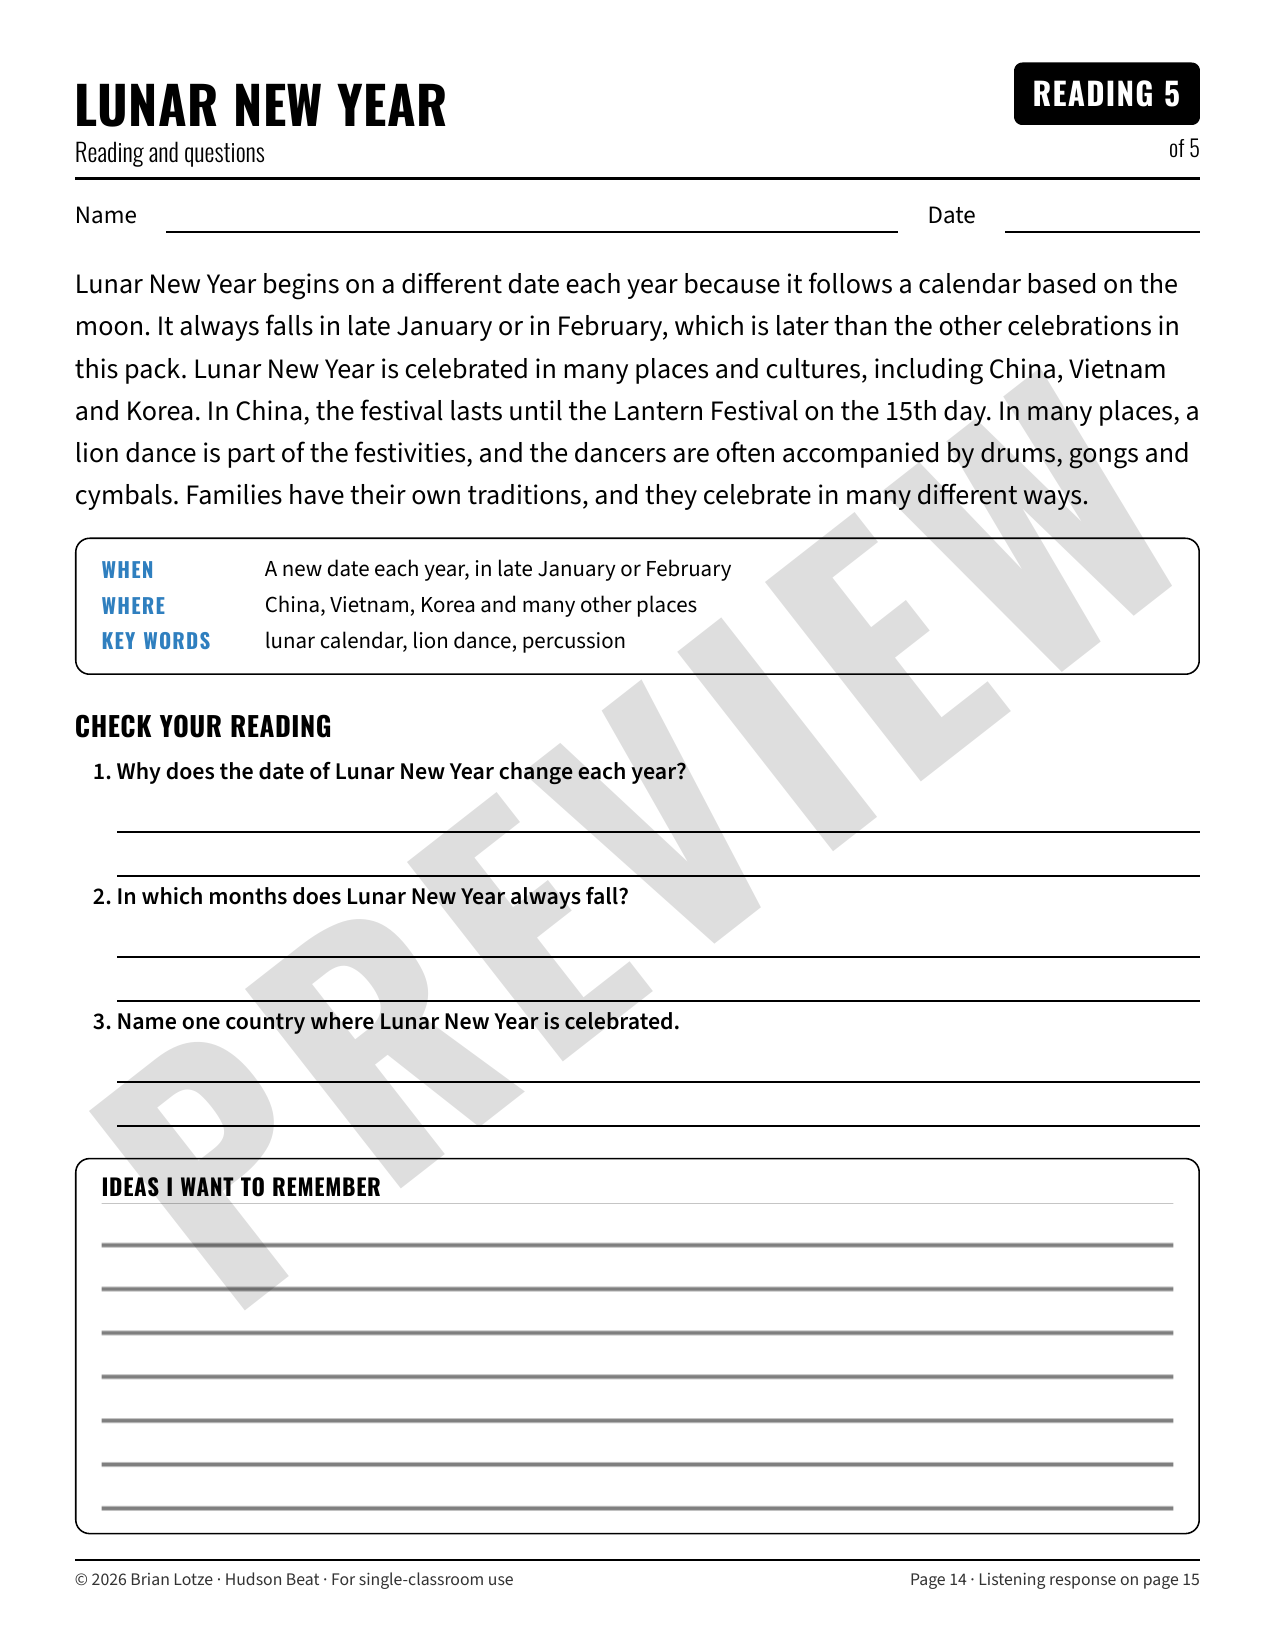 LUNAR NEW YEAR
READING 5
Reading and questions
of 5
Name
Date
Lunar New Year begins on a different date each year because it follows a calendar based on the
moon. It always falls in late January or in February, which is later than the other celebrations in
this pack. Lunar New Year is celebrated in many places and cultures, including China, Vietnam
and Korea. In China, the festival lasts until the Lantern Festival on the 15th day. In many places, a
lion dance is part of the festivities, and the dancers are often accompanied by drums, gongs and
cymbals. Families have their own traditions, and they celebrate in many different ways.
WHEN A new date each year, in late January or February
WHERE China, Vietnam, Korea and many other places
KEY WORDS lunar calendar, lion dance, percussion
CHECK YOUR READING
1. Why does the date of Lunar New Year change each year?
2. In which months does Lunar New Year always fall?
3. Name one country where Lunar New Year is celebrated.
IDEAS I WANT TO REMEMBER
PREVIEW
© 2026 Brian Lotze · Hudson Beat · For single-classroom use
Page 14 · Listening response on page 15